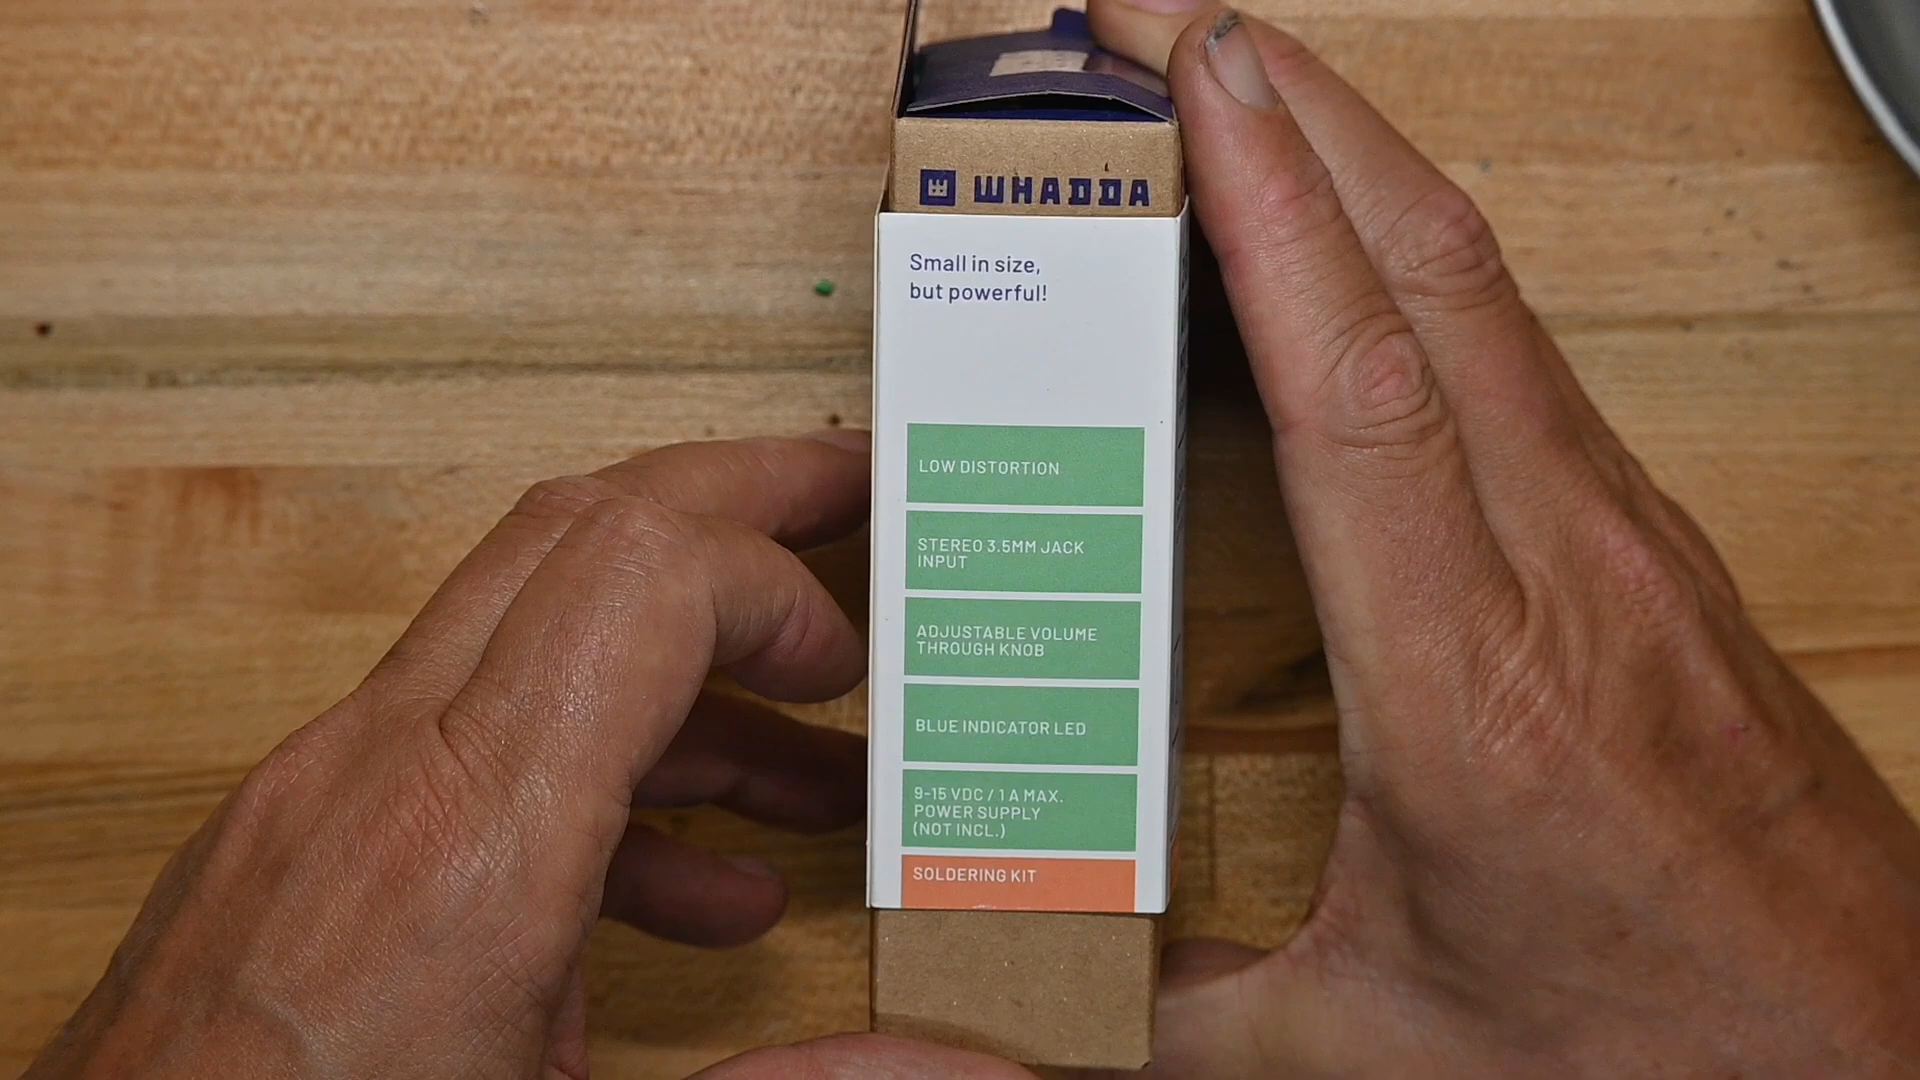 WHADDA
Small in size,
but powerful!
LOW DISTORTION
STEREO 3.5MM JACK
INPUT
ADJUSTABLE VOLUME
THROUGH KNOB
BLUE INDICATOR LED
9-15 VDC / 1 A MAX.
POWER SUPPLY
(NOT INCL.)
SOLDERING KIT